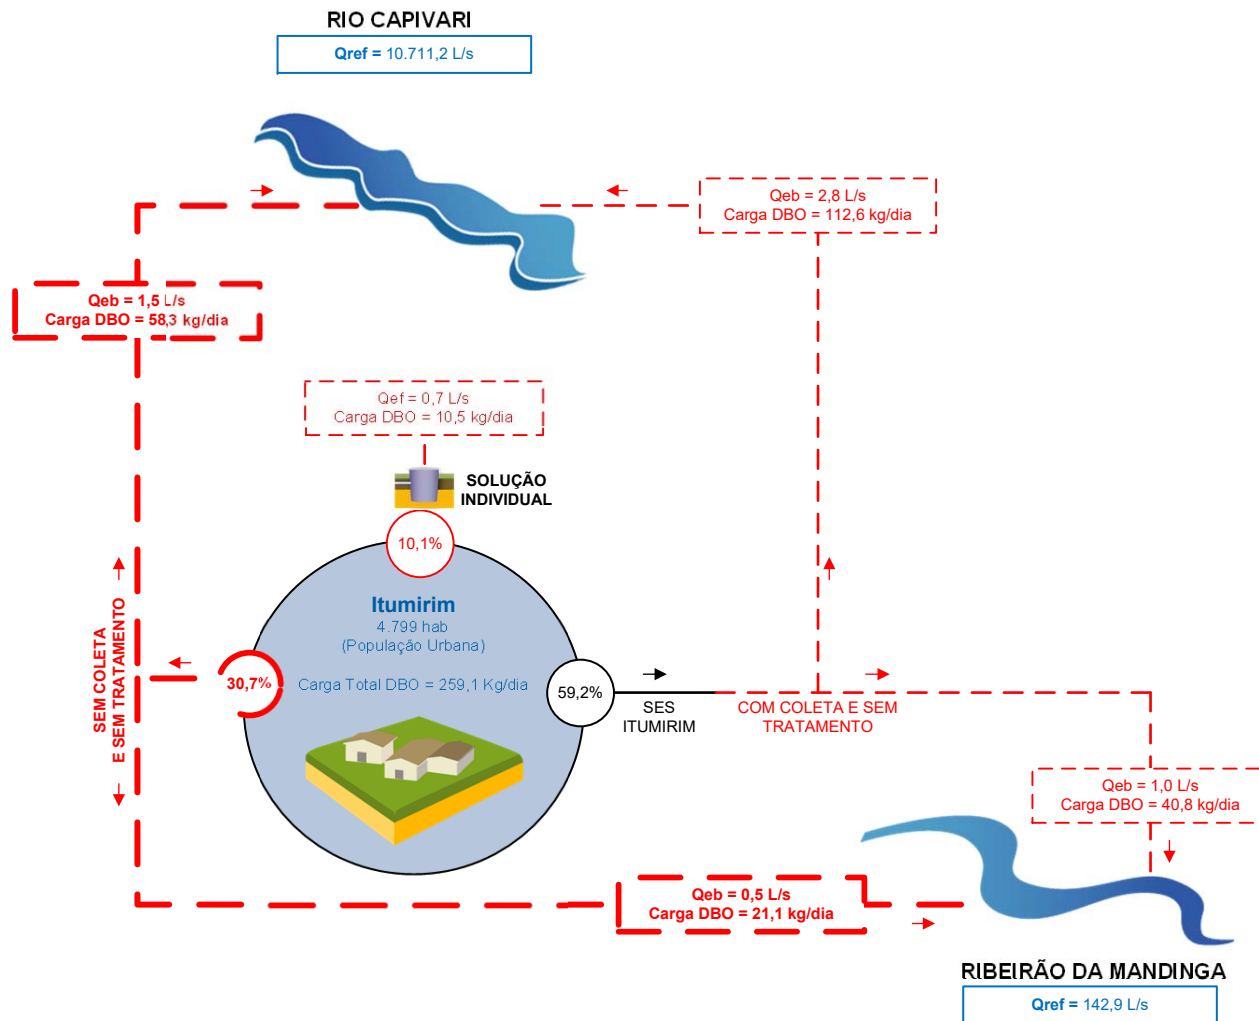 RIO CAPIVARI
Qref = 10.711,2 L/s
Qeb = 2,8 L/s
Carga DBO = 112,6 kg/dia
Qeb = 1,5 L/s
Carga DBO = 58,3 kg/dia
Qef = 0,7 L/s
Carga DBO = 10,5 kg/dia
SOLUÇÃO
INDIVIDUAL
10,1%
Itumirim
4.799 hab
(População Urbana)
Carga Total DBO = 259,1 Kg/dia
30,7%
59,2%
SEM COLETA
E SEM TRATAMENTO
SES
ITUMIRIM
COM COLETA E SEM
TRATAMENTO
Qeb = 1,0 L/s
Carga DBO = 40,8 kg/dia
Qeb = 0,5 L/s
Carga DBO = 21,1 kg/dia
RIBEIRÃO DA MANDINGA
Qref = 142,9 L/s